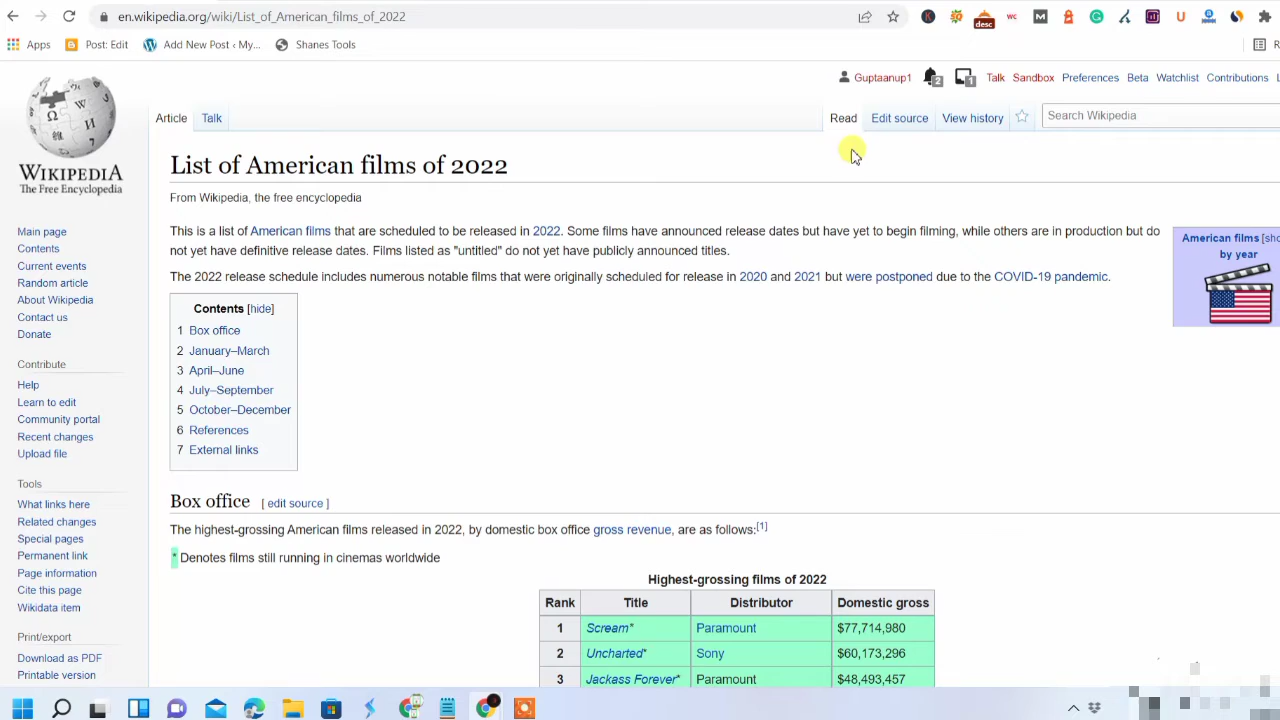 en.wikipedia.org/wiki/List_of_American_films_of_2022
desc
wc
Apps
Post: Edit
Add New Post ‹ My...
Shanes Tools
Guptaanup1
2
1
Talk
Sandbox
Preferences
Beta
Watchlist
Contributions
Article
Talk
Read
Edit source
View history
Search Wikipedia
WIKIPEDIA
The Free Encyclopedia
List of American films of 2022
From Wikipedia, the free encyclopedia
This is a list of American films that are scheduled to be released in 2022. Some films have announced release dates but have yet to begin filming, while others are in production but do
not yet have definitive release dates. Films listed as "untitled" do not yet have publicly announced titles.
The 2022 release schedule includes numerous notable films that were originally scheduled for release in 2020 and 2021 but were postponed due to the COVID-19 pandemic.
American films [sho
by year
Main page
Contents
Current events
Random article
About Wikipedia
Contact us
Donate
Contribute
Help
Learn to edit
Community portal
Recent changes
Upload file
Tools
What links here
Related changes
Special pages
Permanent link
Page information
Cite this page
Wikidata item
Print/export
Download as PDF
Printable version
Contents [hide]
1 Box office
2 January–March
3 April–June
4 July–September
5 October–December
6 References
7 External links
Box office [ edit source ]
The highest-grossing American films released in 2022, by domestic box office gross revenue, are as follows:[1]
* Denotes films still running in cinemas worldwide
Highest-grossing films of 2022
Rank Title Distributor Domestic gross
1 Scream* Paramount $77,714,980
2 Uncharted* Sony $60,173,296
3 Jackass Forever* Paramount $48,493,457